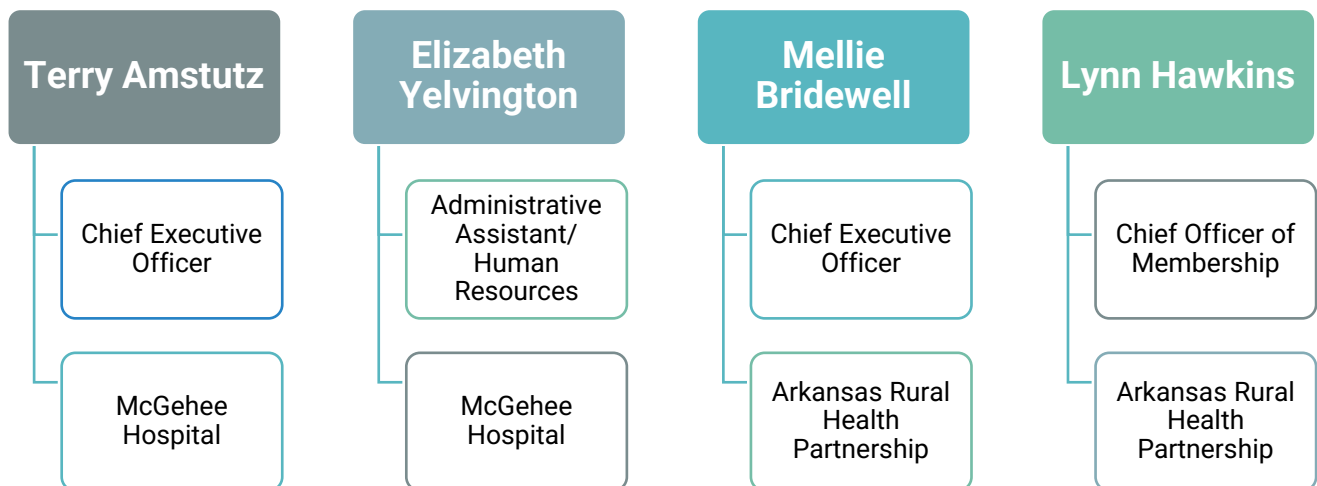 Terry Amstutz
Chief Executive
Officer
McGehee
Hospital
Elizabeth
Yelvington
Administrative
Assistant/
Human
Resources
McGehee
Hospital
Mellie
Bridewell
Chief Executive
Officer
Arkansas Rural
Health
Partnership
Lynn Hawkins
Chief Officer of
Membership
Arkansas Rural
Health
Partnership